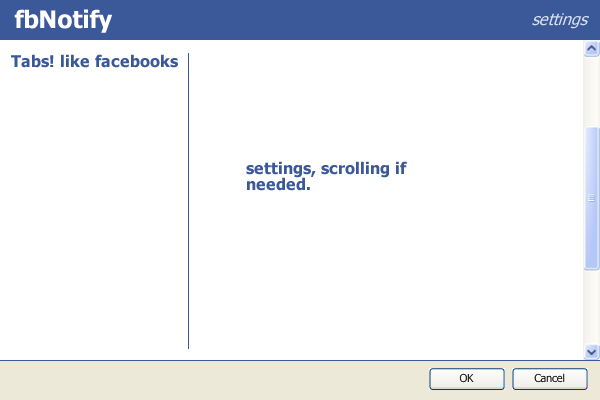 fbNotify
settings
Tabs! like facebooks
settings, scrolling if
needed.
OK
Cancel